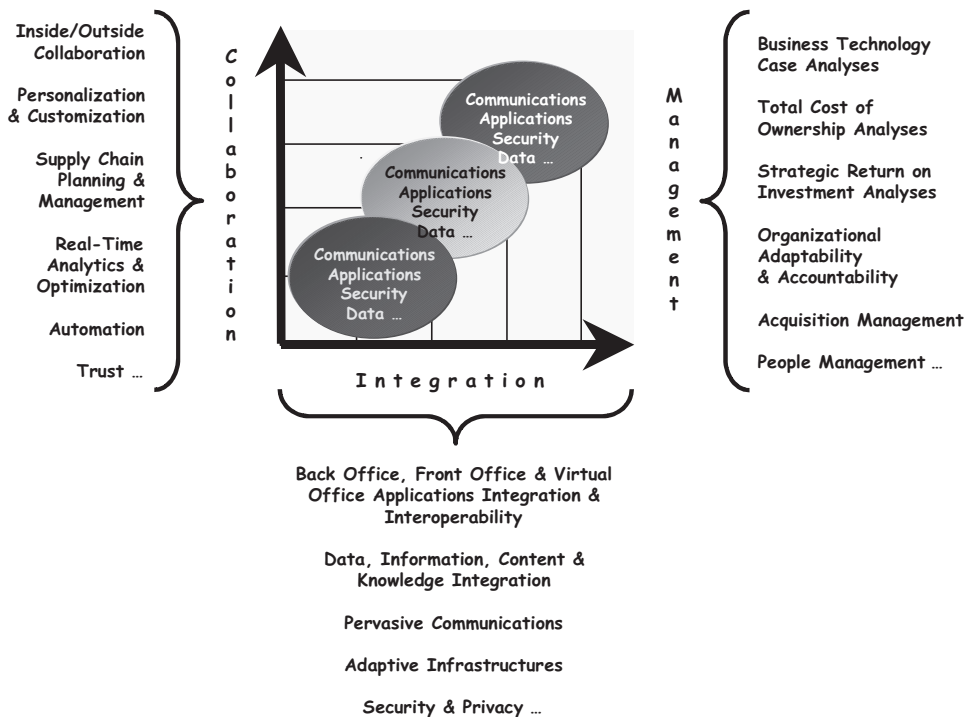 Inside/Outside
Collaboration
Personalization
& Customization
Supply Chain
Planning &
Management
Real-Time
Analytics &
Optimization
Automation
Trust …
Collaboration
Communications
Applications
Security
Data …
Communications
Applications
Security
Data …
Communications
Applications
Security
Data …
Integration
Management
Business Technology
Case Analyses
Total Cost of
Ownership Analyses
Strategic Return on
Investment Analyses
Organizational
Adaptability
& Accountability
Acquisition Management
People Management …
Back Office, Front Office & Virtual
Office Applications Integration &
Interoperability
Data, Information, Content &
Knowledge Integration
Pervasive Communications
Adaptive Infrastructures
Security & Privacy …